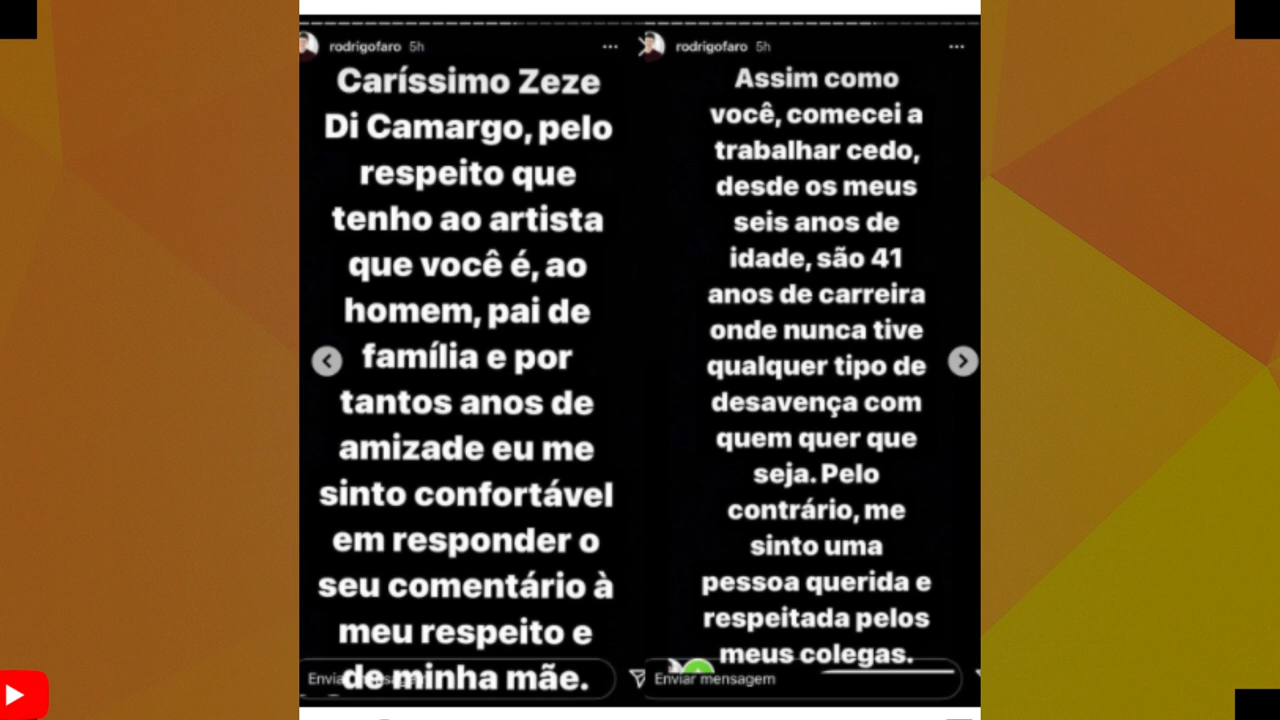 rodrigofaro 5h
Caríssimo Zeze
Di Camargo, pelo
respeito que
tenho ao artista
que você é, ao
homem, pai de
família e por
tantos anos de
amizade eu me
sinto confortável
em responder o
seu comentário à
meu respeito e
de minha mãe.
rodrigofaro 5h
Assim como
você, comecei a
trabalhar cedo,
desde os meus
seis anos de
idade, são 41
anos de carreira
onde nunca tive
qualquer tipo de
desavença com
quem quer que
seja. Pelo
contrário, me
sinto uma
pessoa querida e
respeitada pelos
meus colegas.
Enviar mensagem